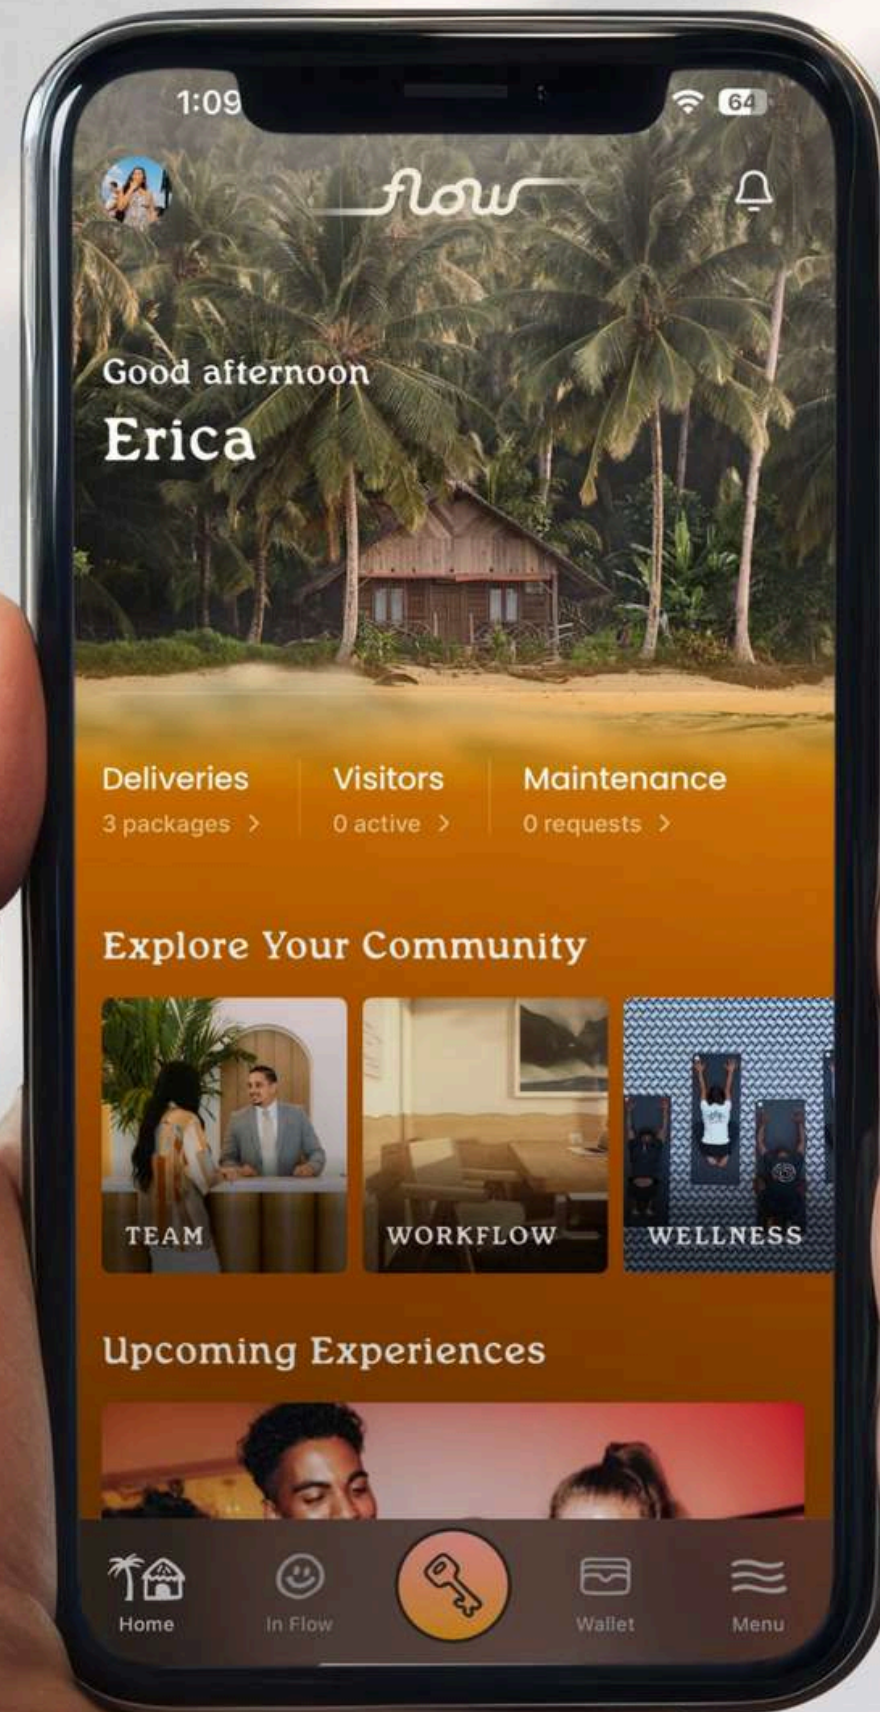 1:09
64
flow
Good afternoon
Erica
Deliveries
Visitors
Maintenance
3 packages >
0 active >
0 requests >
Explore Your Community
TEAM
WORKFLOW
WELLNESS
Upcoming Experiences
Home
In Flow
Wallet
Menu